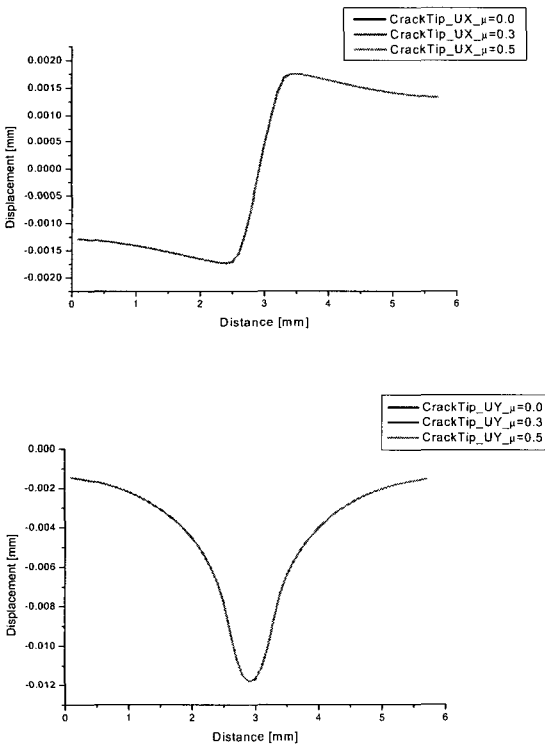 CrackTip_UX_μ=0.0
CrackTip_UX_μ=0.3
CrackTip_UX_μ=0.5
0.0020
0.0015
0.0010
0.0005
0.0000
-0.0005
-0.0010
-0.0015
-0.0020
Displacement [mm]
0 1 2 3 4 5 6
Distance [mm]
CrackTip_UY_μ=0.0
CrackTip_UY_μ=0.3
CrackTip_UY_μ=0.5
0.000
-0.002
-0.004
-0.006
-0.008
-0.010
-0.012
Displacement [mm]
0 1 2 3 4 5 6
Distance [mm]